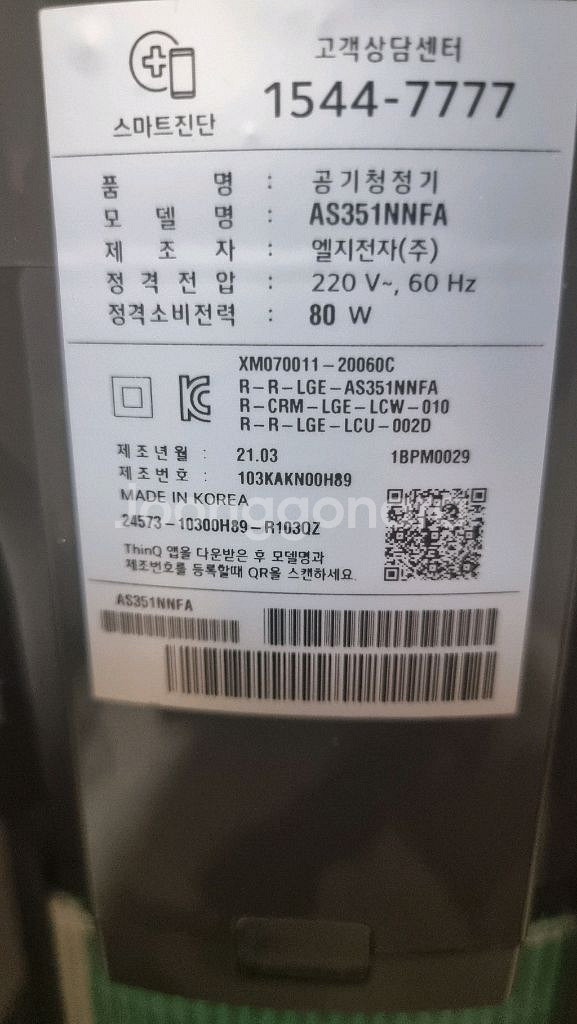 고객상담센터
1544-7777
스마트진단
품 명 : 공기청정기
모 델 명 : AS351NNFA
제 조 자 : 엘지전자(주)
정 격 전 압 : 220 V~, 60 Hz
정격소비전력 : 80 W
XM070011-20060C
R-R-LGE-AS351NNFA
R-CRM-LGE-LCW-010
R-R-LGE-LCU-002D
제조년월 : 21.03 1BPM0029
제조번호 : 103KAKN00H89
MADE IN KOREA
24573-10300H89-R103QZ
ThinQ 앱을 다운받은 후 모델명과
제조번호를 등록할때 QR을 스캔하세요.
AS351NNFA